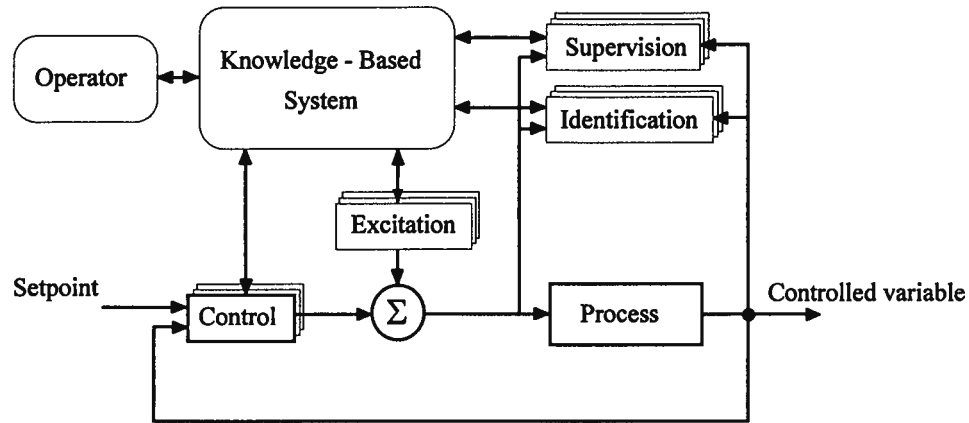 Operator
Knowledge - Based
System
Supervision
Identification
Excitation
Setpoint
Control
Σ
Process
Controlled variable